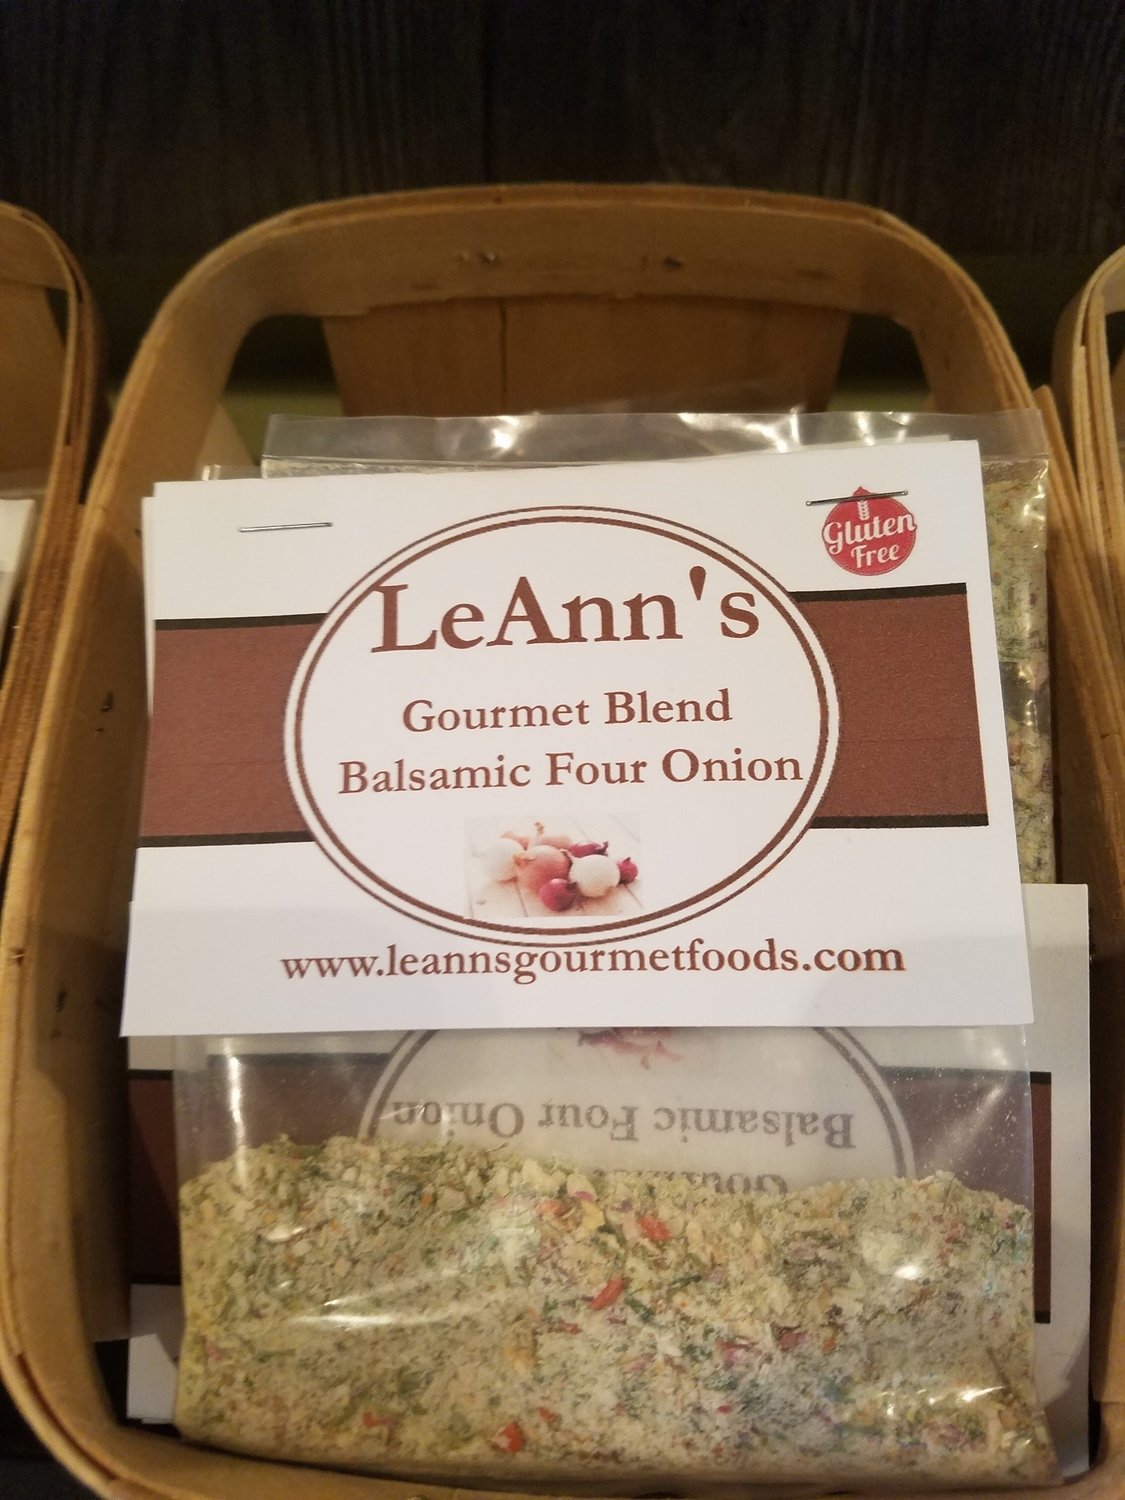 Gluten
Free
LeAnn's
Gourmet Blend
Balsamic Four Onion
www.leannsgourmetfoods.com
Balsamic Four Onion